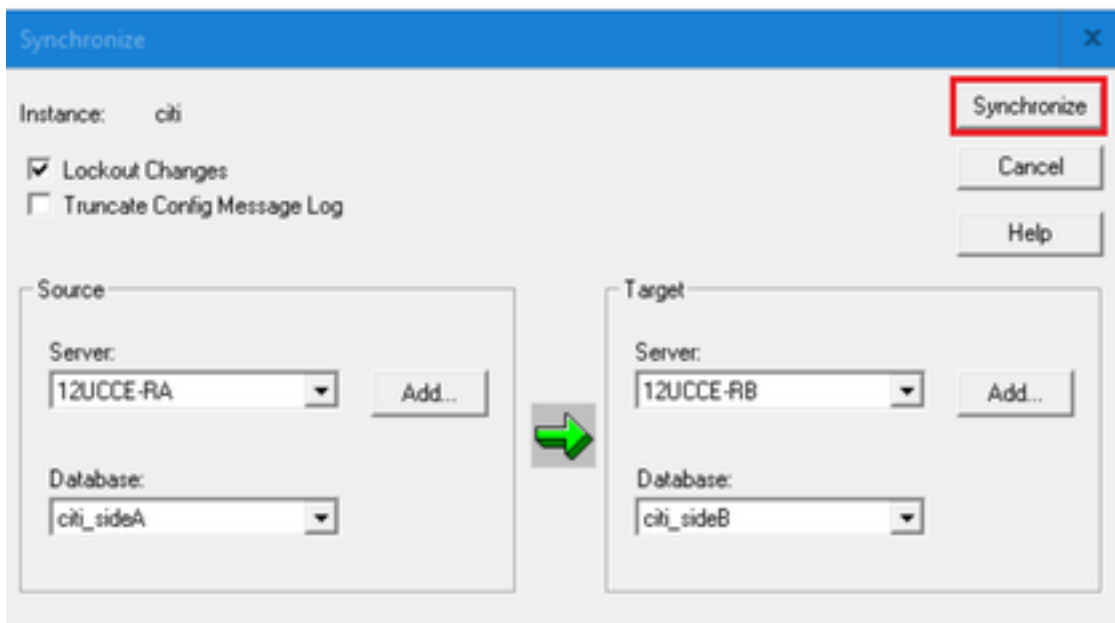 Synchronize
Instance: citi
Synchronize
Lockout Changes
Cancel
Truncate Config Message Log
Help
Source
Target
Server:
Server:
12UCCE-RA
Add...
12UCCE-RB
Add...
Database:
Database:
citi_sideA
citi_sideB